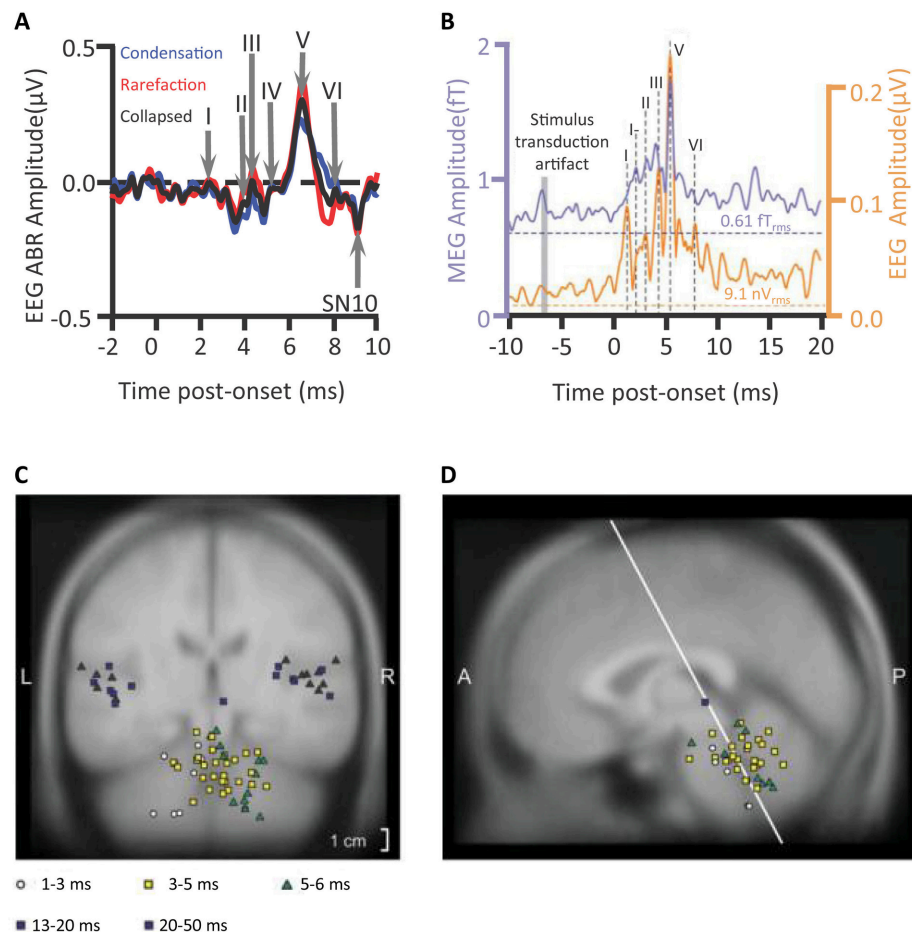 A
EEG ABR Amplitude(μV)
0.5
0.0
-0.5
Condensation
Rarefaction
Collapsed
I
II
III
IV
V
VI
SN10
-2 0 2 4 6 8 10
Time post-onset (ms)
B
MEG Amplitude(fT)
2
1
0
Stimulus
transduction
artifact
I
I-
II
III
V
VI
0.61 fTrms
9.1 nVrms
0.2
0.1
0.0
EEG Amplitude(μV)
-10 -5 0 5 10 15 20
Time post-onset (ms)
C
L
R
1 cm
D
A
P
1-3 ms 3-5 ms 5-6 ms
13-20 ms 20-50 ms